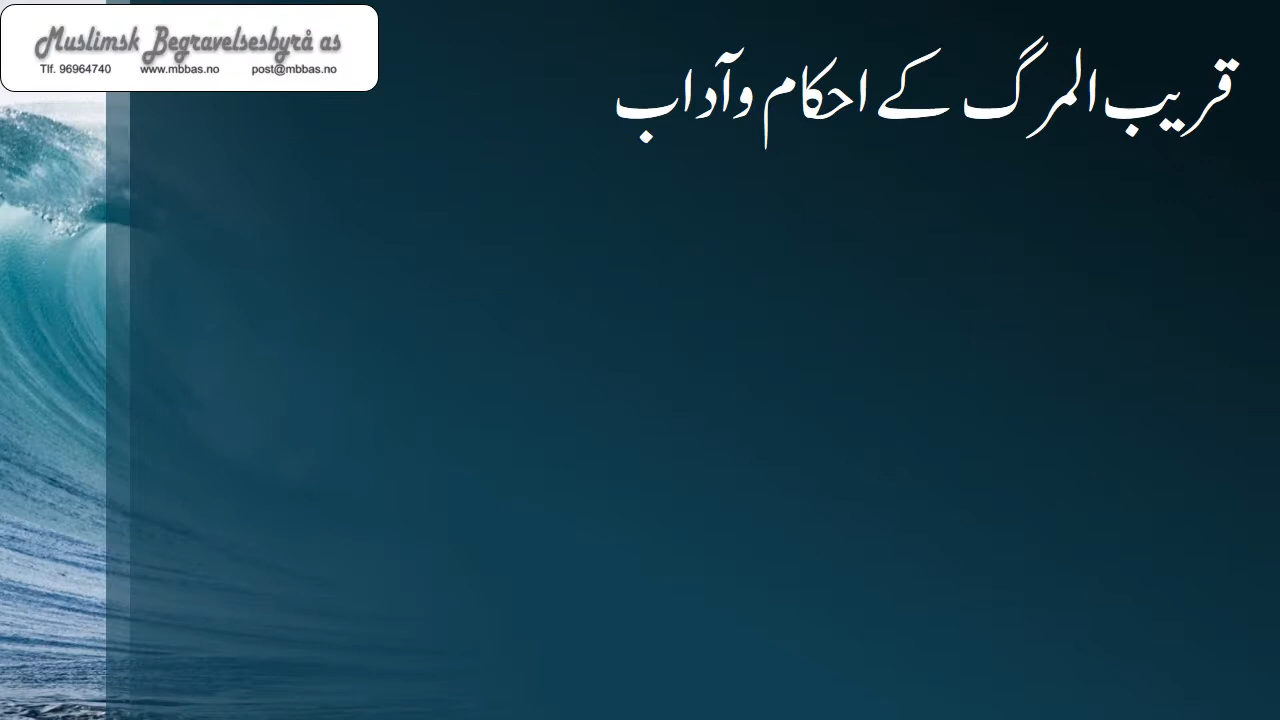 Muslimsk Begravelsesbyrå as
Tlf. 96964740 www.mbbas.no post@mbbas.no
قریب المرگ کے احکام وآداب